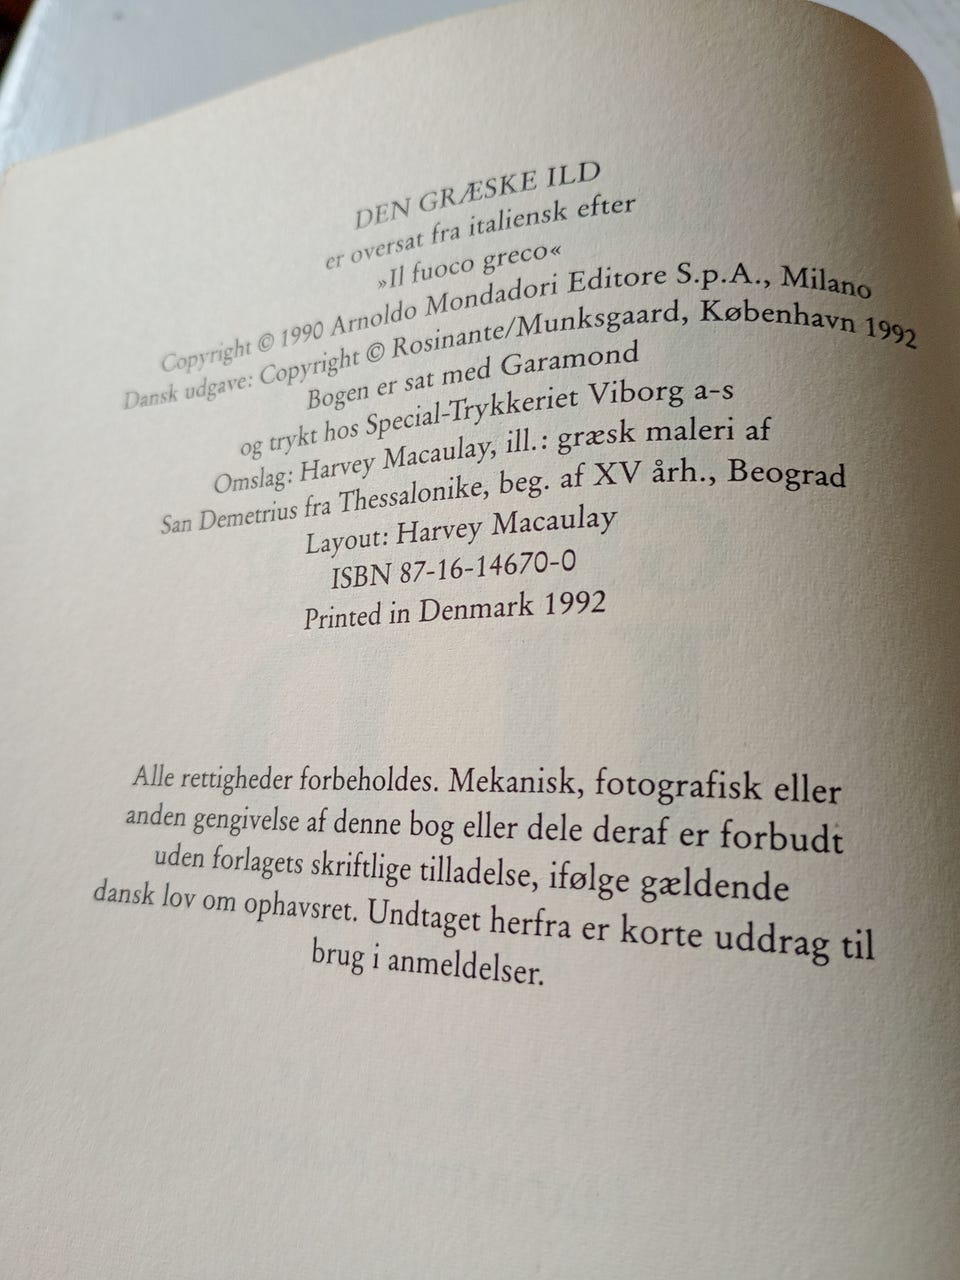 DEN GRÆSKE ILD
er oversat fra italiensk efter
»Il fuoco greco«
Copyright © 1990 Arnoldo Mondadori Editore S.p.A., Milano
Dansk udgave: Copyright © Rosinante/Munksgaard, København 1992
Bogen er sat med Garamond
og trykt hos Special-Trykkeriet Viborg a-s
Omslag: Harvey Macaulay, ill.: græsk maleri af
San Demetrius fra Thessalonike, beg. af XV årh., Beograd
Layout: Harvey Macaulay
ISBN 87-16-14670-0
Printed in Denmark 1992
Alle rettigheder forbeholdes. Mekanisk, fotografisk eller
anden gengivelse af denne bog eller dele deraf er forbudt
uden forlagets skriftlige tilladelse, ifølge gældende
dansk lov om ophavsret. Undtaget herfra er korte uddrag til
brug i anmeldelser.